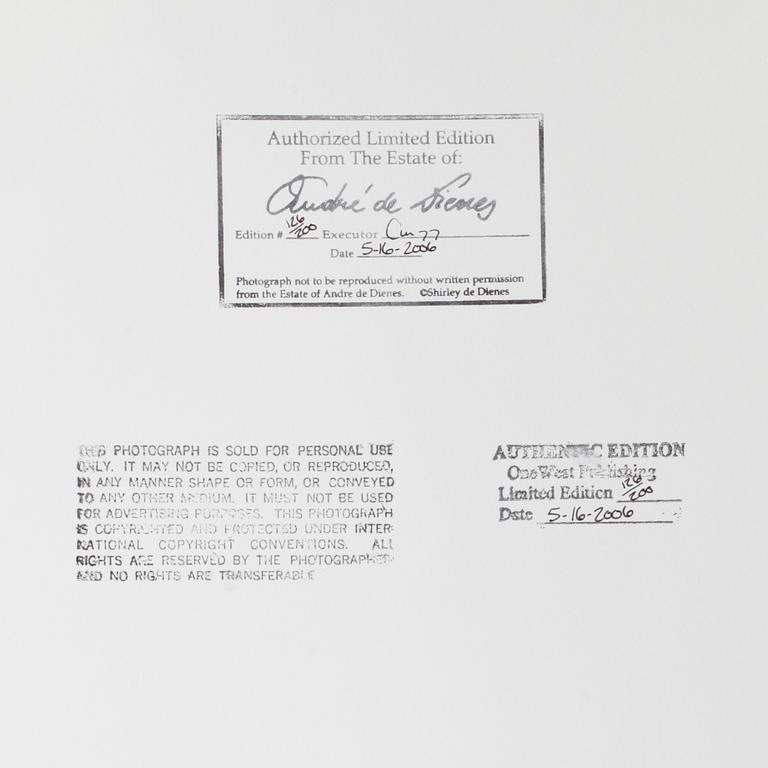 Authorized Limited Edition
From The Estate of:
André de Dienes
Edition # 126/200 Executor
Date 5-16-2006
Photograph not to be reproduced without written permission
from the Estate of Andre de Dienes. ©Shirley de Dienes
THIS PHOTOGRAPH IS SOLD FOR PERSONAL USE
ONLY. IT MAY NOT BE COPIED, OR REPRODUCED,
IN ANY MANNER SHAPE OR FORM, OR CONVEYED
TO ANY OTHER MEDIUM. IT MUST NOT BE USED
FOR ADVERTISING PURPOSES. THIS PHOTOGRAPH
IS COPYRIGHTED AND PROTECTED UNDER INTER-
NATIONAL COPYRIGHT CONVENTIONS. ALL
RIGHTS ARE RESERVED BY THE PHOTOGRAPHER
AND NO RIGHTS ARE TRANSFERABLE
AUTHENTIC EDITION
OneWest Publishing
Limited Edition 126/200
Date 5-16-2006